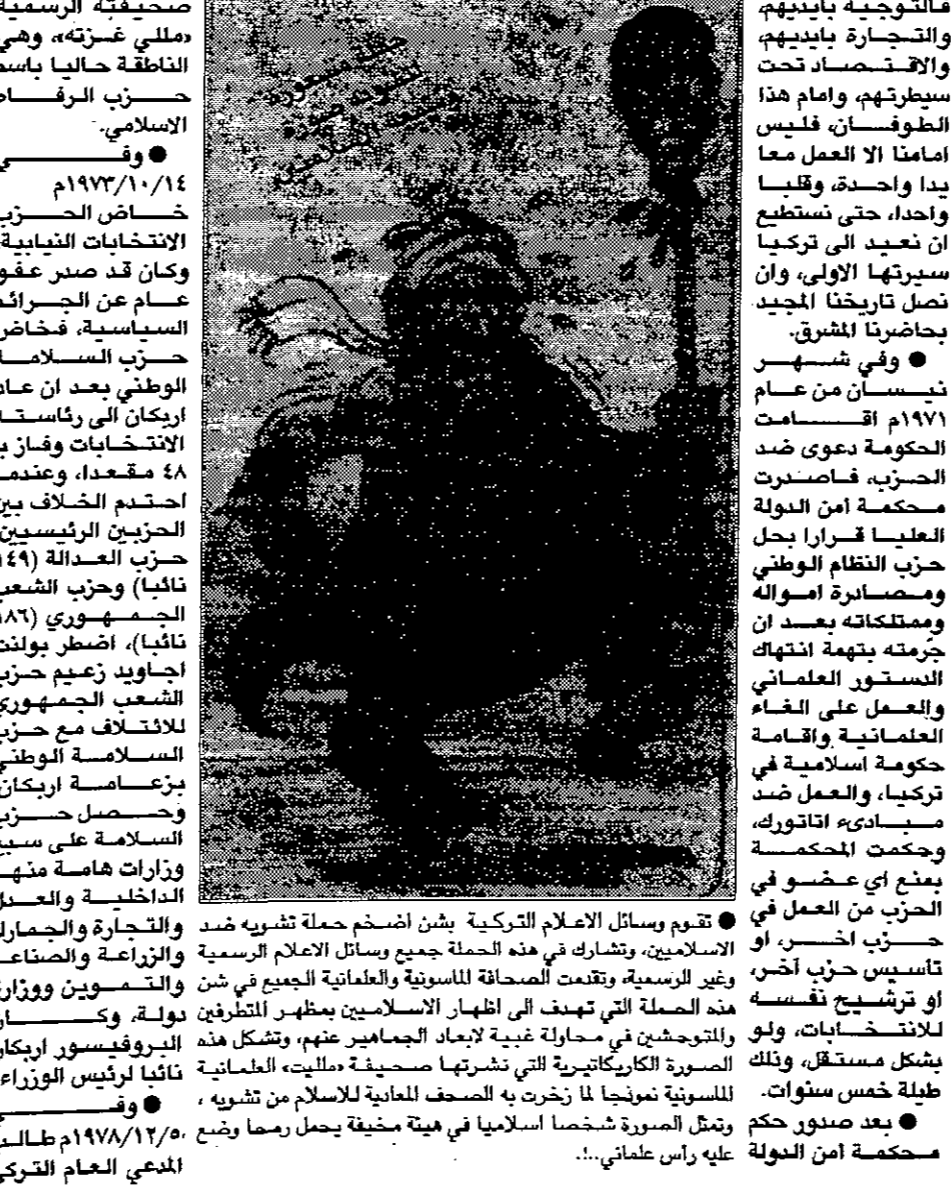 فالتوجية بايديهم
والتجارة بايديهم،
والاقتصاد تحت
سيطرتهم، وامام هذا
الطوفان، فليس
امامنا الا العمل معا
يدا واحدة، وقلبا
واحدا، حتى نستطيع
ان نعيد الى تركيا
سيرتها الاولى، وان
نصل تاريخنا المجيد
بحاضرنا المشرق.
● وفي شهر
نيسان من عام
١٩٧١م اقامت
الحكومة دعوى ضد
الحزب، فاصدرت
محكمة أمن الدولة
العليا قرارا بحل
حزب النظام الوطني
ومصادرة امواله
وممتلكاته بعد ان
جرّمته بتهمة انتهاك
الدستور العلماني
والعمل على الغاء
العلمانية واقامة
حكومة اسلامية في
تركيا، والعمل ضد
مبادىء اتاتورك،
وحكمت المحكمة
بمنع اي عضو في
الحزب من العمل في
حزب اخر، او
تأسيس حزب آخر،
او ترشيح نفسه
للانتخابات، ولو
بشكل مستقل، وذلك
طيلة خمس سنوات.
● بعد صدور حكم
محكمة أمن الدولة
حملة مسعورة
لتشويه صورة
● تقوم وسائل الاعلام التركية بشن اضخم حملة تشويه ضد
الاسلاميين، وتشارك في هذه الحملة جميع وسائل الاعلام الرسمية
وغير الرسمية، وتقدمت الصحافة الماسونية والعلمانية الجميع في شن
هذه الحملة التي تهدف الى اظهار الاسلاميين بمظهر المتطرفين
والمتوحشين في محاولة غبية لابعاد الجماهير عنهم، وتشكل هذه
الصورة الكاريكاتيرية التي نشرتها صحيفة «ملليت» العلمانية
الماسونية نموذجا لما زخرت به الصحف المعادية للاسلام من تشويه ،
وتمثل الصورة شخصا اسلاميا في هيئة مخيفة يحمل رمحا وضع
عليه رأس علماني..!.
صحيفته الرسمية
«مللي غزته»، وهي
الناطقة حاليا باسم
حزب الرفاه
الاسلامي.
● وفي
١٩٧٣/١٠/١٤م
خاض الحزب
الانتخابات النيابية
وكان قد صدر عفو
عام عن الجرائم
السياسية، فخاض
حزب السلامة
الوطني بعد ان عاد
اربكان الى رئاسته
الانتخابات وفاز بـ
٤٨ مقعدا، وعندما
احتدم الخلاف بين
الحزبين الرئيسيين
حزب العدالة (١٤٩
نائبا) وحزب الشعب
الجمهوري (١٨٦
نائبا)، اضطر بولنت
اجاويد زعيم حزب
الشعب الجمهوري
للائتلاف مع حزب
السلامة الوطني
بزعامة اربكان
وحصل حزب
السلامة على سبع
وزارات هامة منها
الداخلية والعدل
والتجارة والجمارك
والزراعة والصناعة
والتموين ووزارة
دولة، وكان
البروفيسور اربكان
نائبا لرئيس الوزراء
● وفي
١٩٧٨/١٢/٥م طالب
المدعي العام التركي